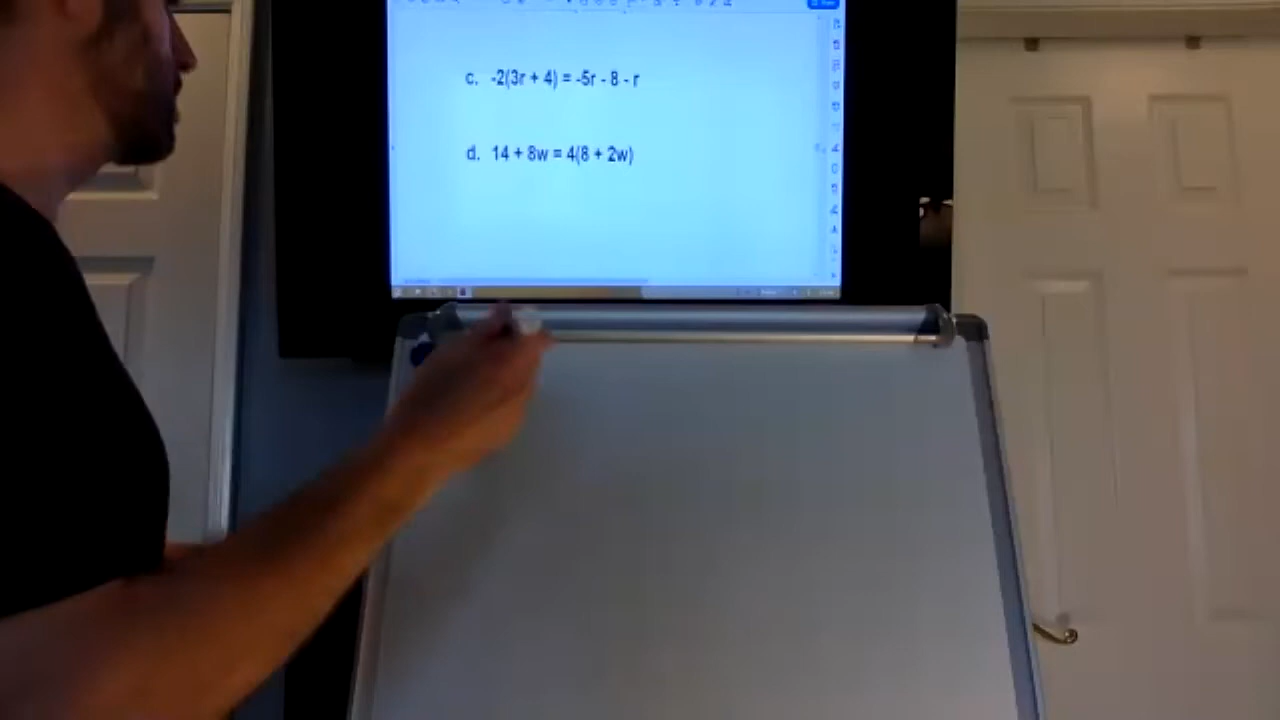 c. -2(3r + 4) = -5r - 8 - r
d. 14 + 8w = 4(8 + 2w)